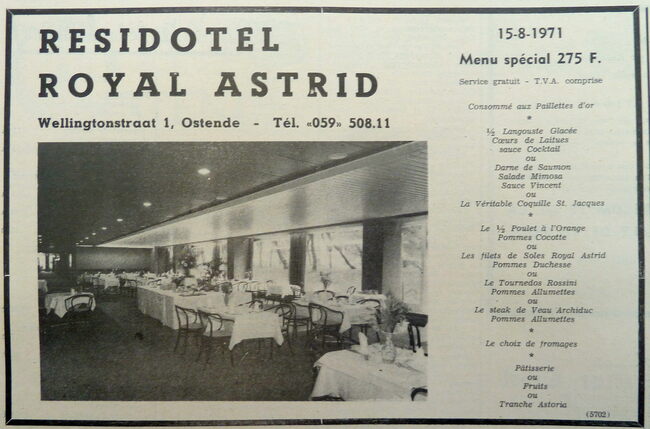 RESIDOTEL
ROYAL ASTRID
Wellingtonstraat 1, Ostende - Tél. «059» 508.11
15-8-1971
Menu spécial 275 F.
Service gratuit - T.V.A. comprise
Consommé aux Paillettes d'or
*
½ Langouste Glacée
Cœurs de Laitues
sauce Cocktail
ou
Darne de Saumon
Salade Mimosa
Sauce Vincent
ou
La Véritable Coquille St. Jacques
*
Le ½ Poulet à l'Orange
Pommes Cocotte
ou
Les filets de Soles Royal Astrid
Pommes Duchesse
ou
Le Tournedos Rossini
Pommes Allumettes
ou
Le steak de Veau Archiduc
Pommes Allumettes
*
Le choix de fromages
*
Pâtisserie
ou
Fruits
ou
Tranche Astoria
(5702)